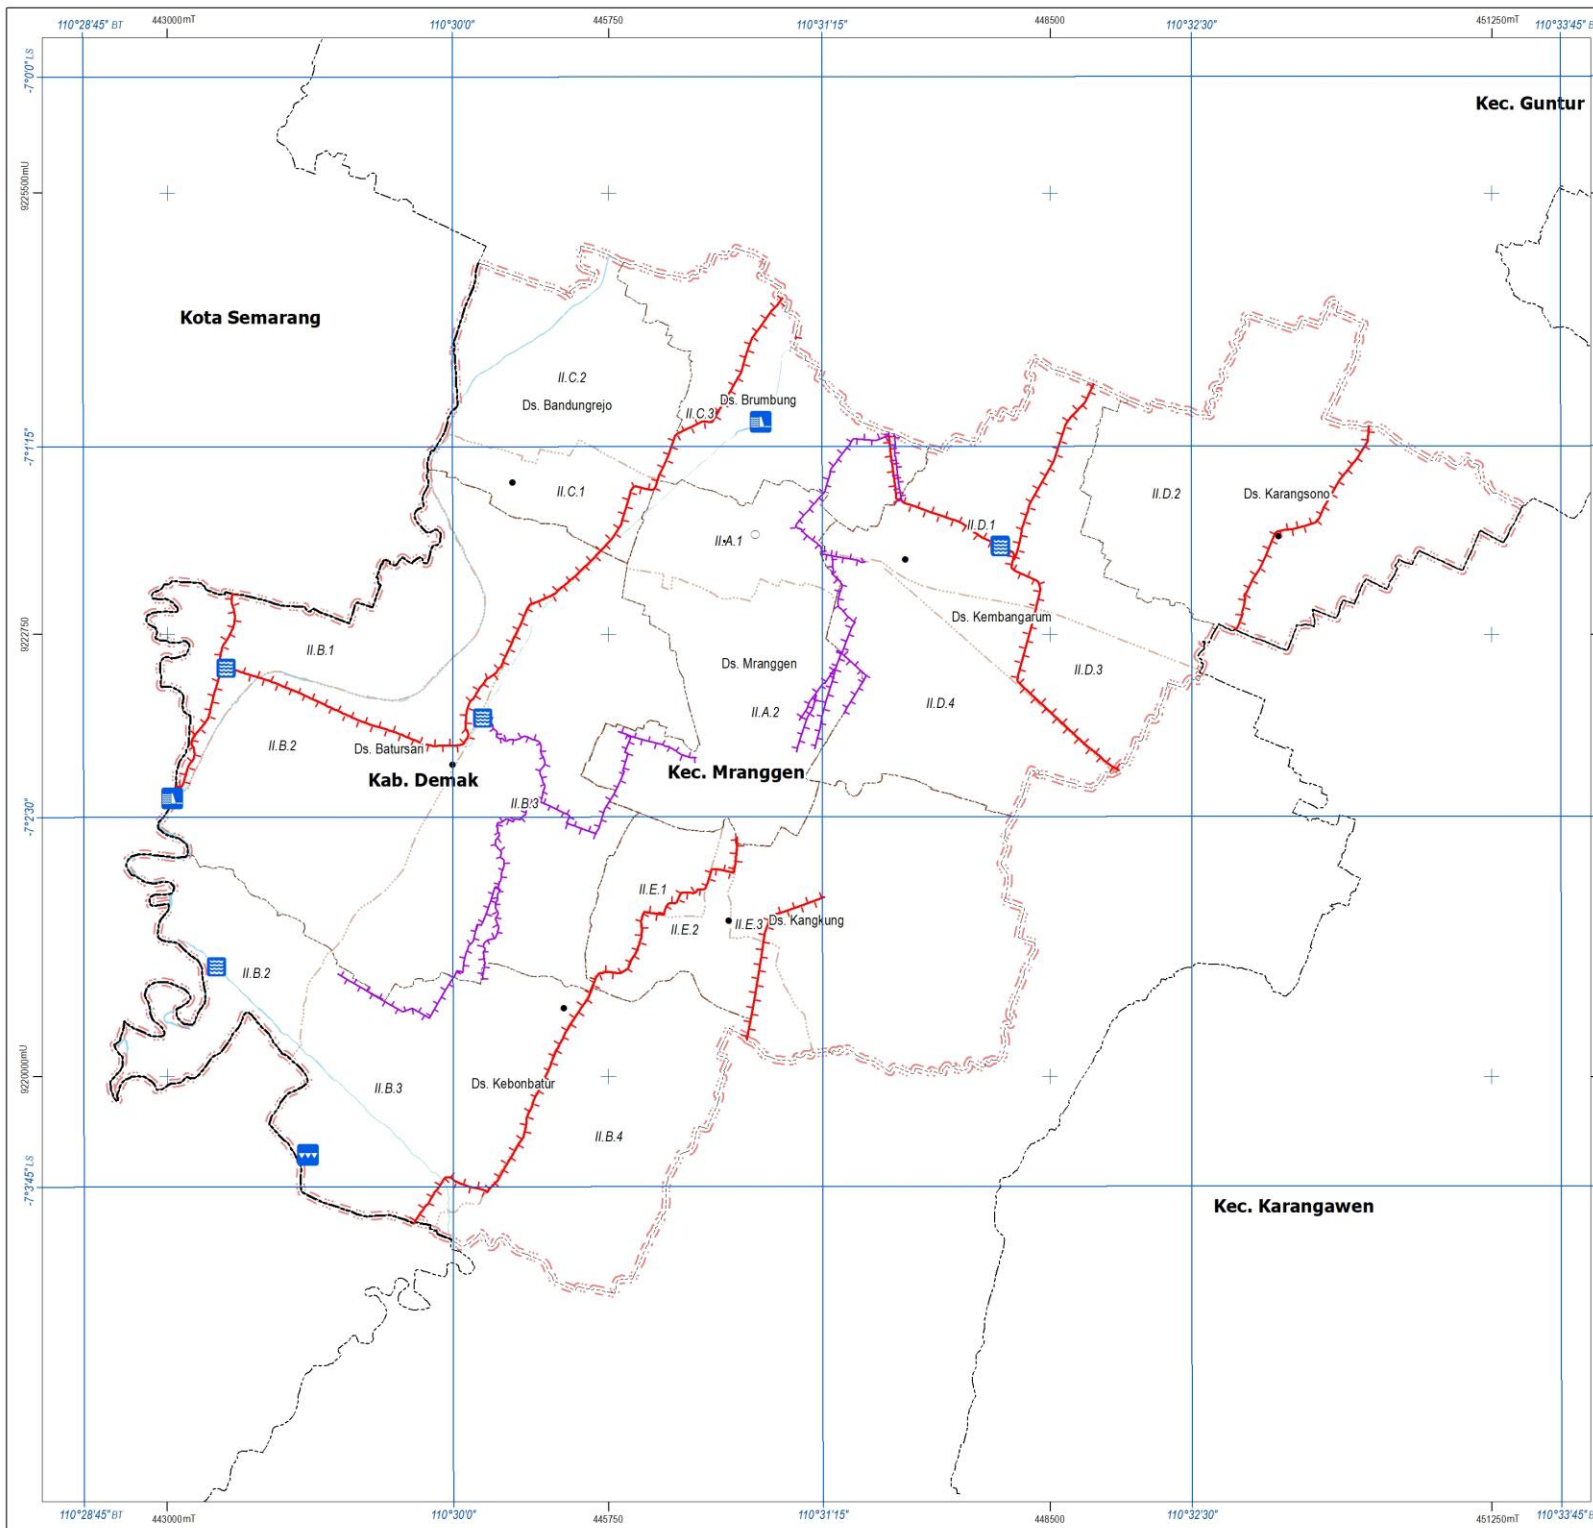 110°28'45" BT
443000mT
110°30'0"
445750
110°31'15"
448500
110°32'30"
451250mT
110°33'45" B
-7°0'0" LS
Kec. Guntur
9225500mU
Kota Semarang
II.C.2
Ds. Bandungrejo
II.C.3
Ds. Brumbung
-7°1'15"
II.C.1
II.D.2
Ds. Karangsono
II.A.1
II.D.1
Ds. Kembangarum
9222750
II.B.1
Ds. Mranggen
II.D.3
II.D.4
II.A.2
II.B.2
Ds. Batursari
Kab. Demak
Kec. Mranggen
II.B.3
-7°2'30"
II.E.1
II.E.2
II.E.3
Ds. Kangkung
II.B.2
9220000mU
II.B.3
Ds. Kebonbatur
II.B.4
-7°3'45" LS
Kec. Karangawen
110°28'45" BT
443000mT
110°30'0"
445750
110°31'15"
448500
110°32'30"
451250mT
110°33'45" B